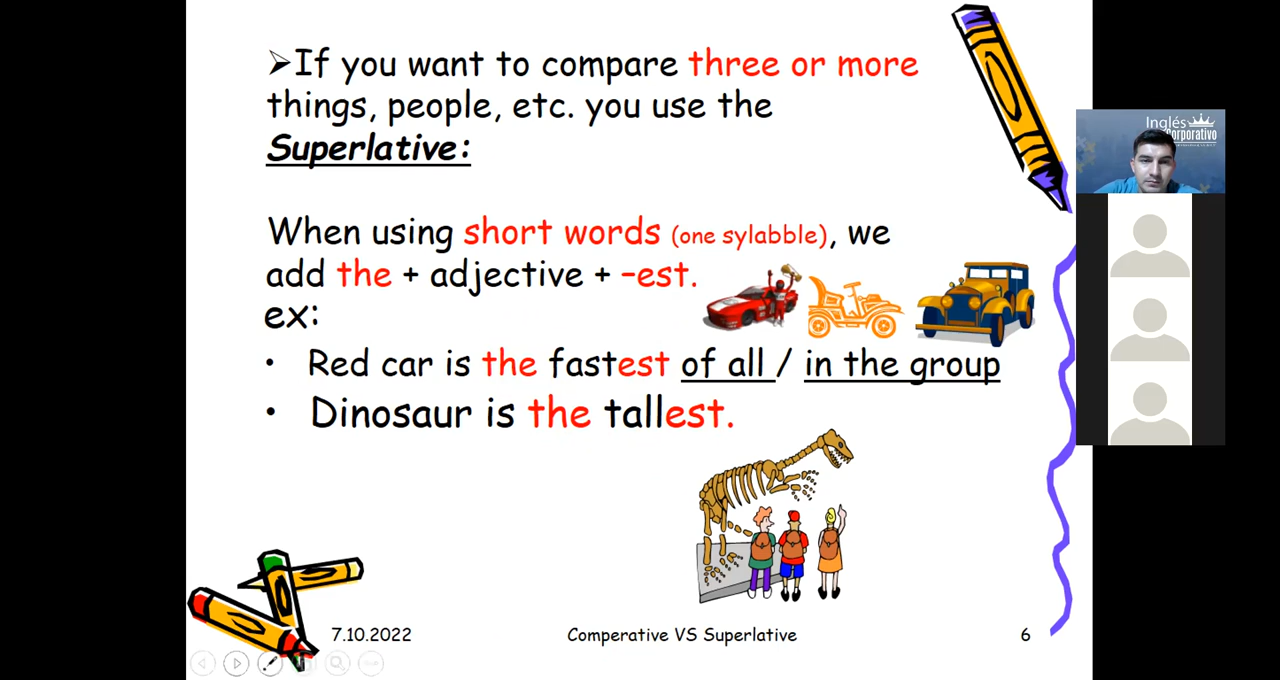 ➢If you want to compare three or more
things, people, etc. you use the
Superlative:
When using short words (one sylabble), we
add the + adjective + –est.
ex:
• Red car is the fastest of all / in the group
• Dinosaur is the tallest.
7.10.2022
Comperative VS Superlative
6
Inglés
Corporativo